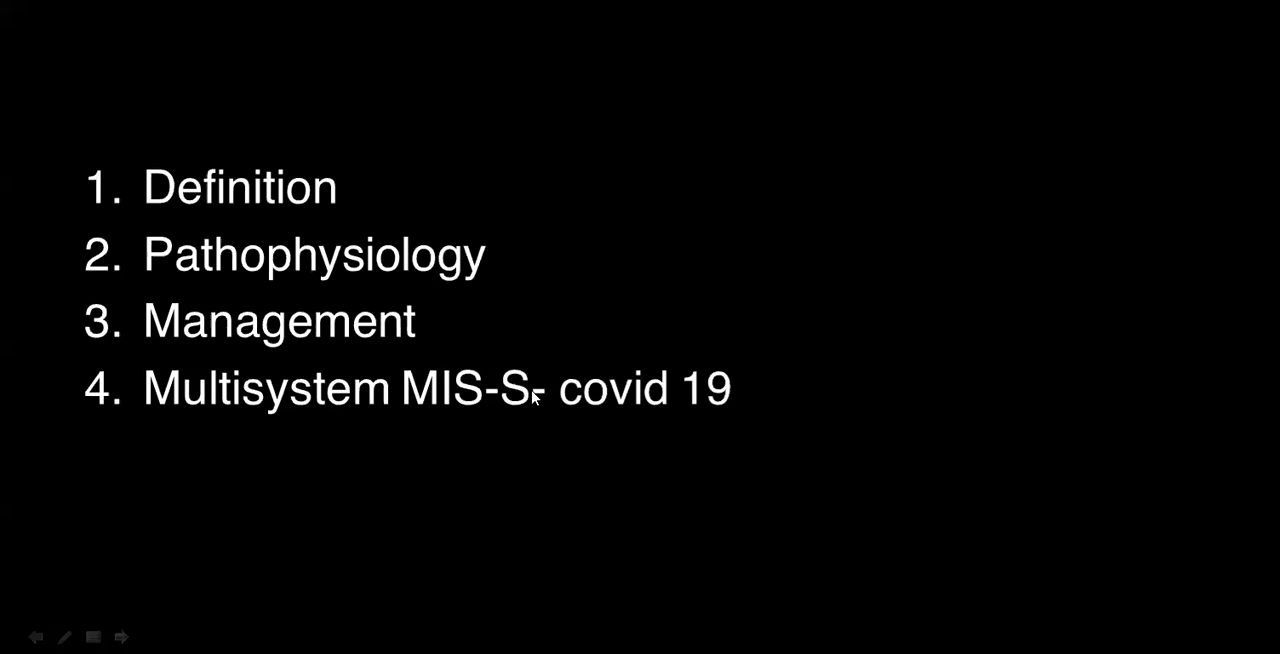 1. Definition
2. Pathophysiology
3. Management
4. Multisystem MIS-S- covid 19